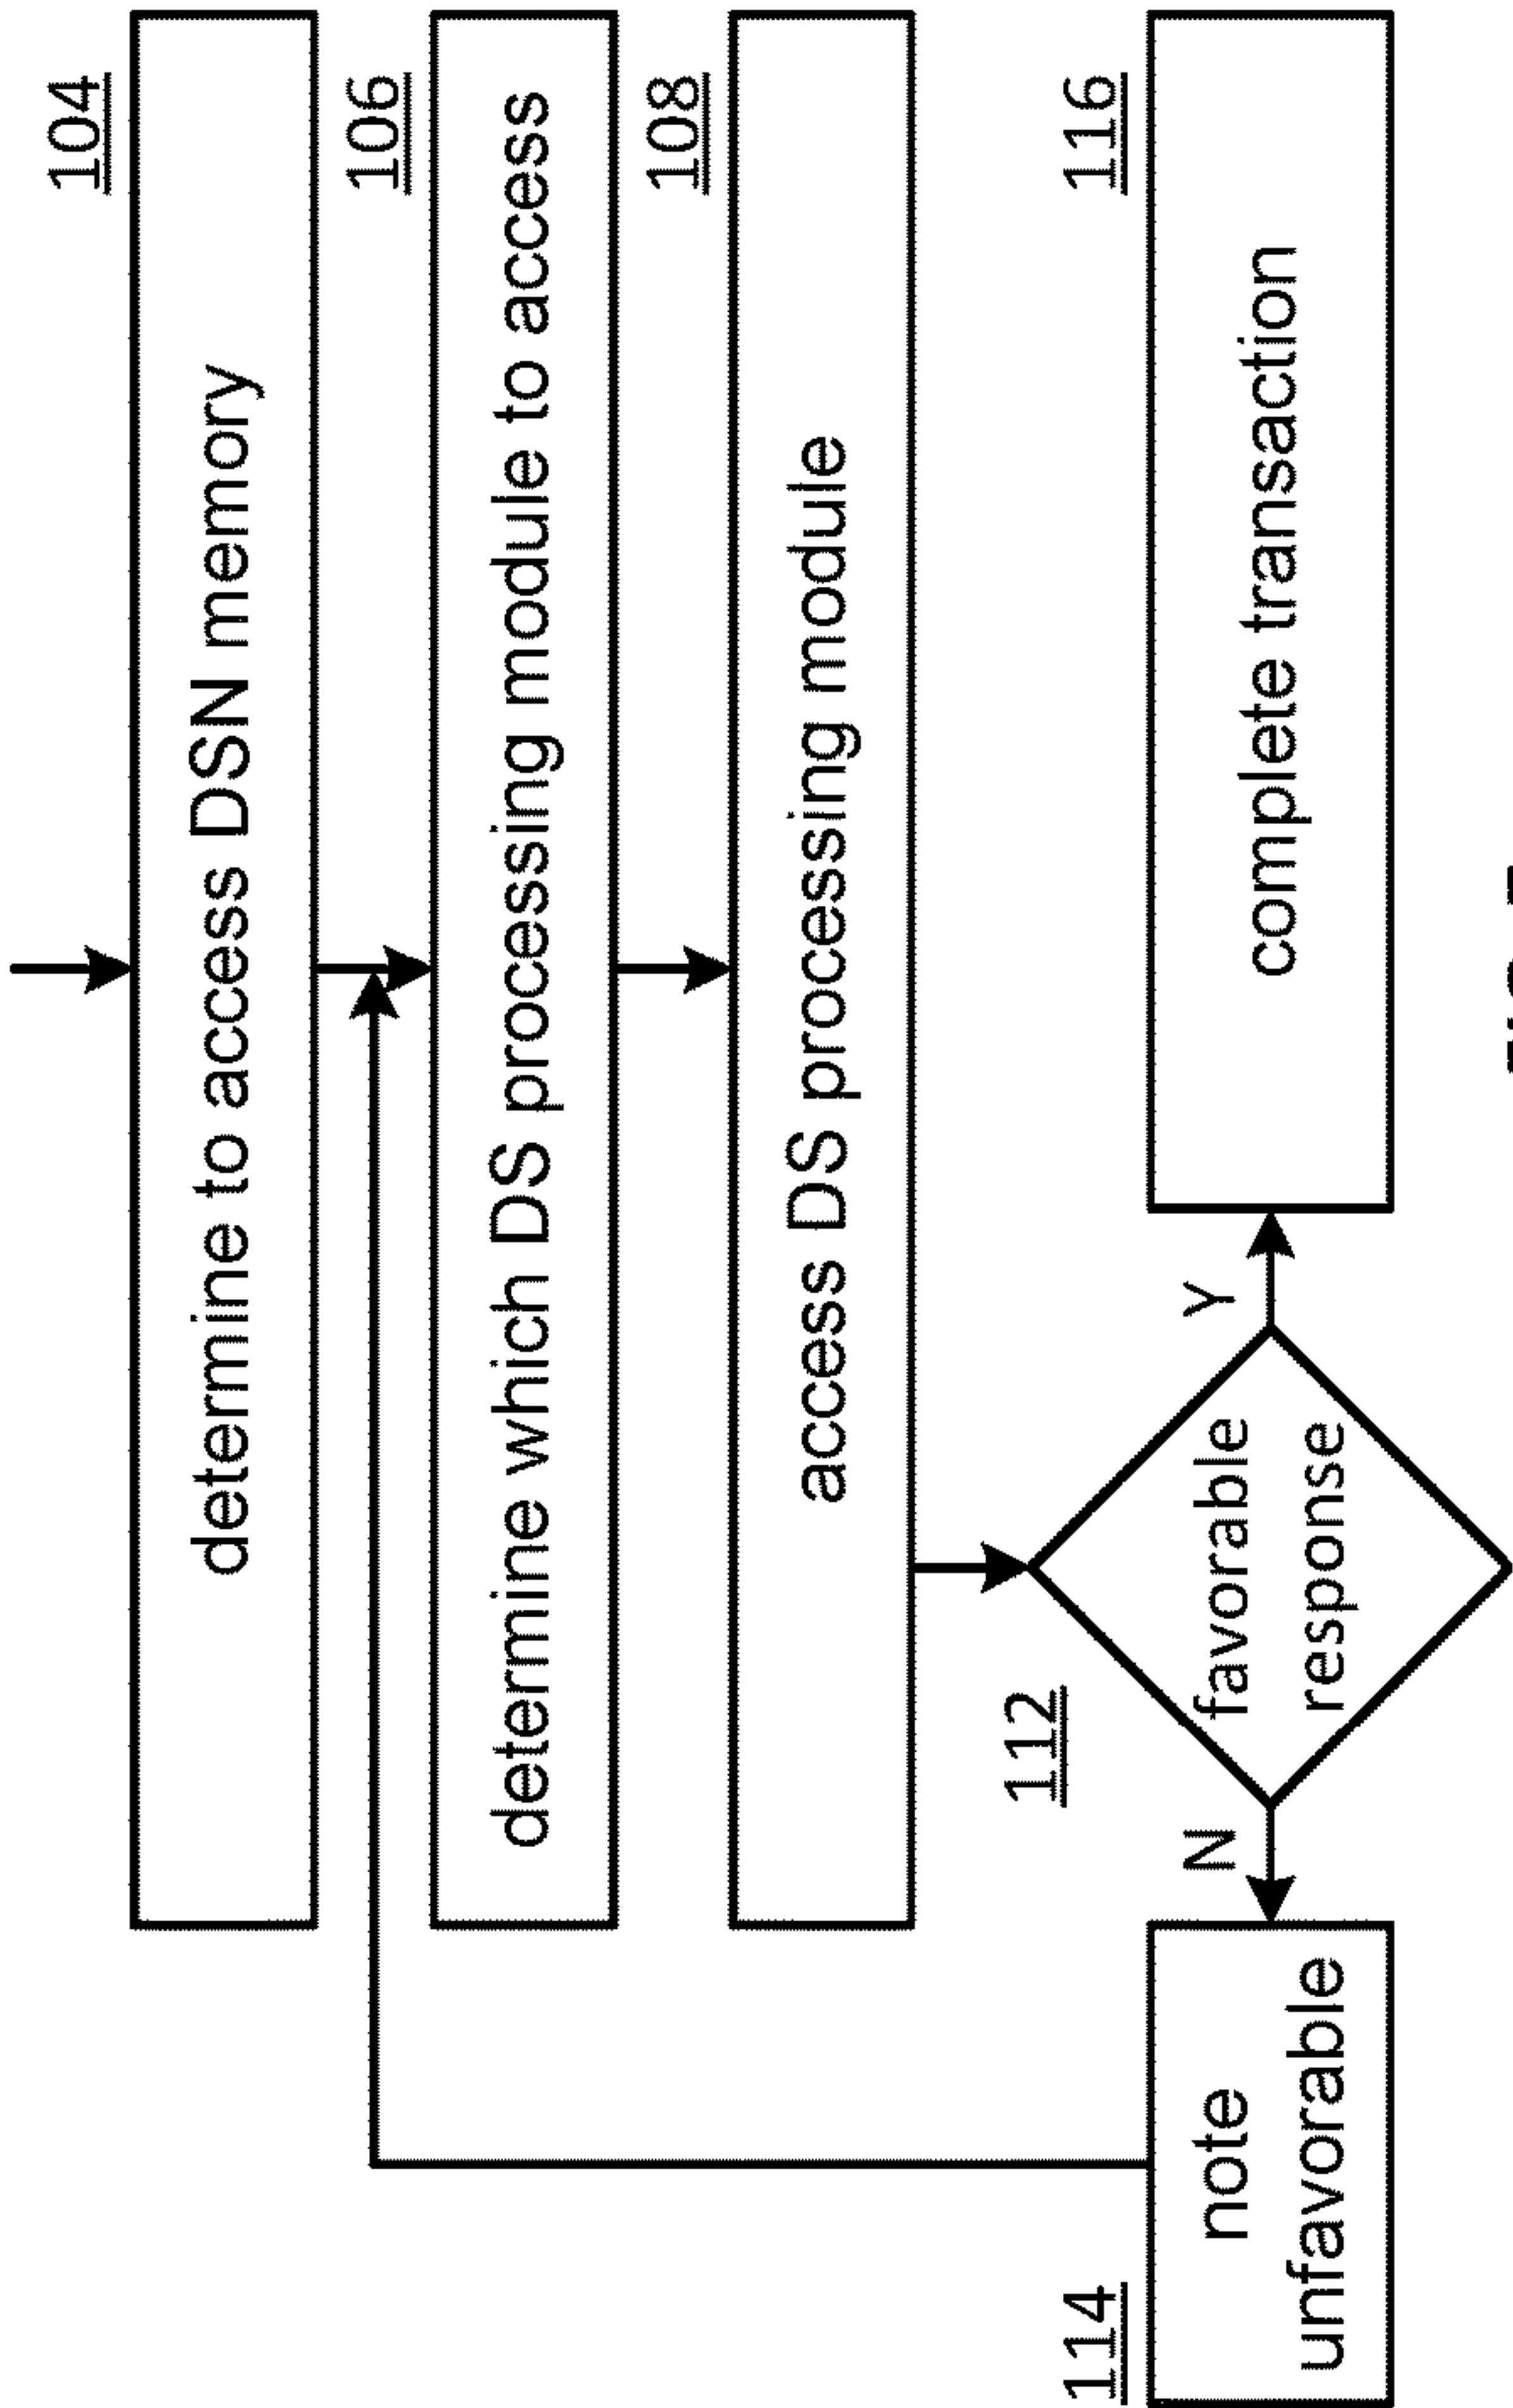 104
determine to access DSN memory
106
determine which DS processing module to access
108
access DS processing module
112
favorable
response
N
Y
114
note
unfavorable
116
complete transaction